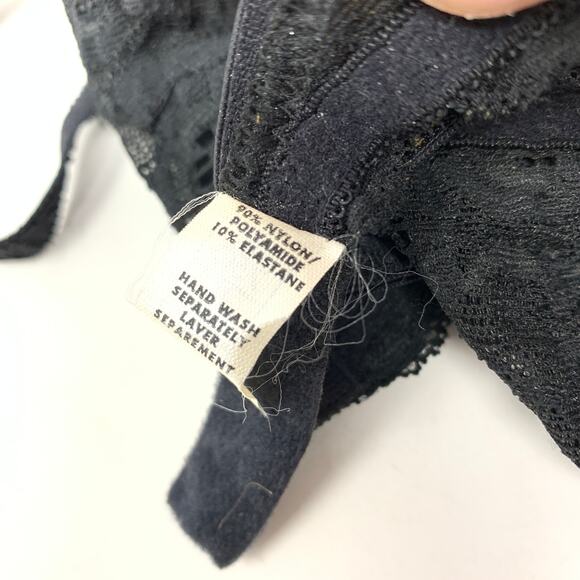 90% NYLON/
POLYAMIDE
10% ELASTANE
HAND WASH
SEPARATELY
LAVER
SEPAREMENT